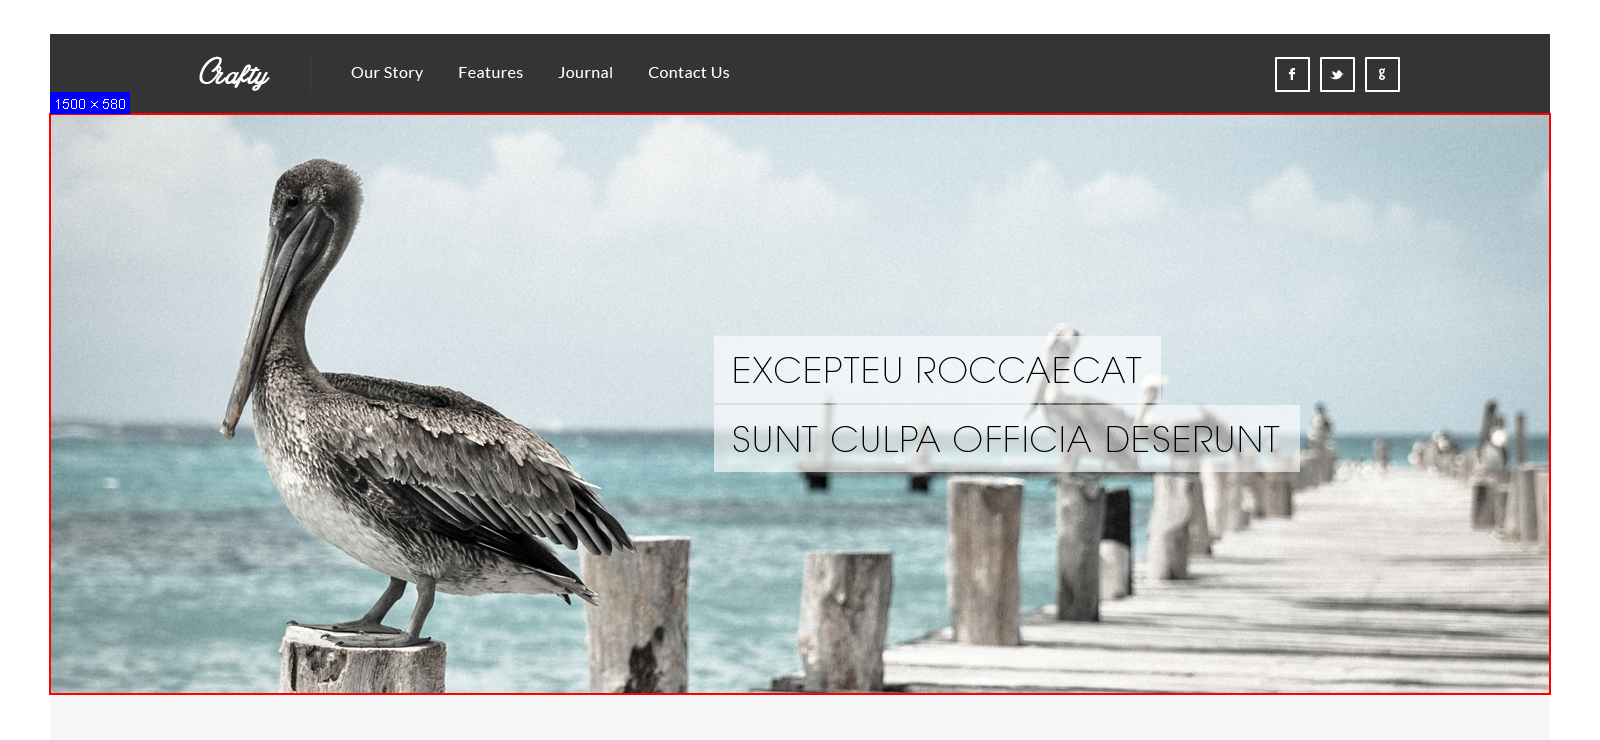 Crafty
Our Story Features Journal Contact Us
f g
1500 × 580
EXCEPTEU ROCCAECAT
SUNT CULPA OFFICIA DESERUNT